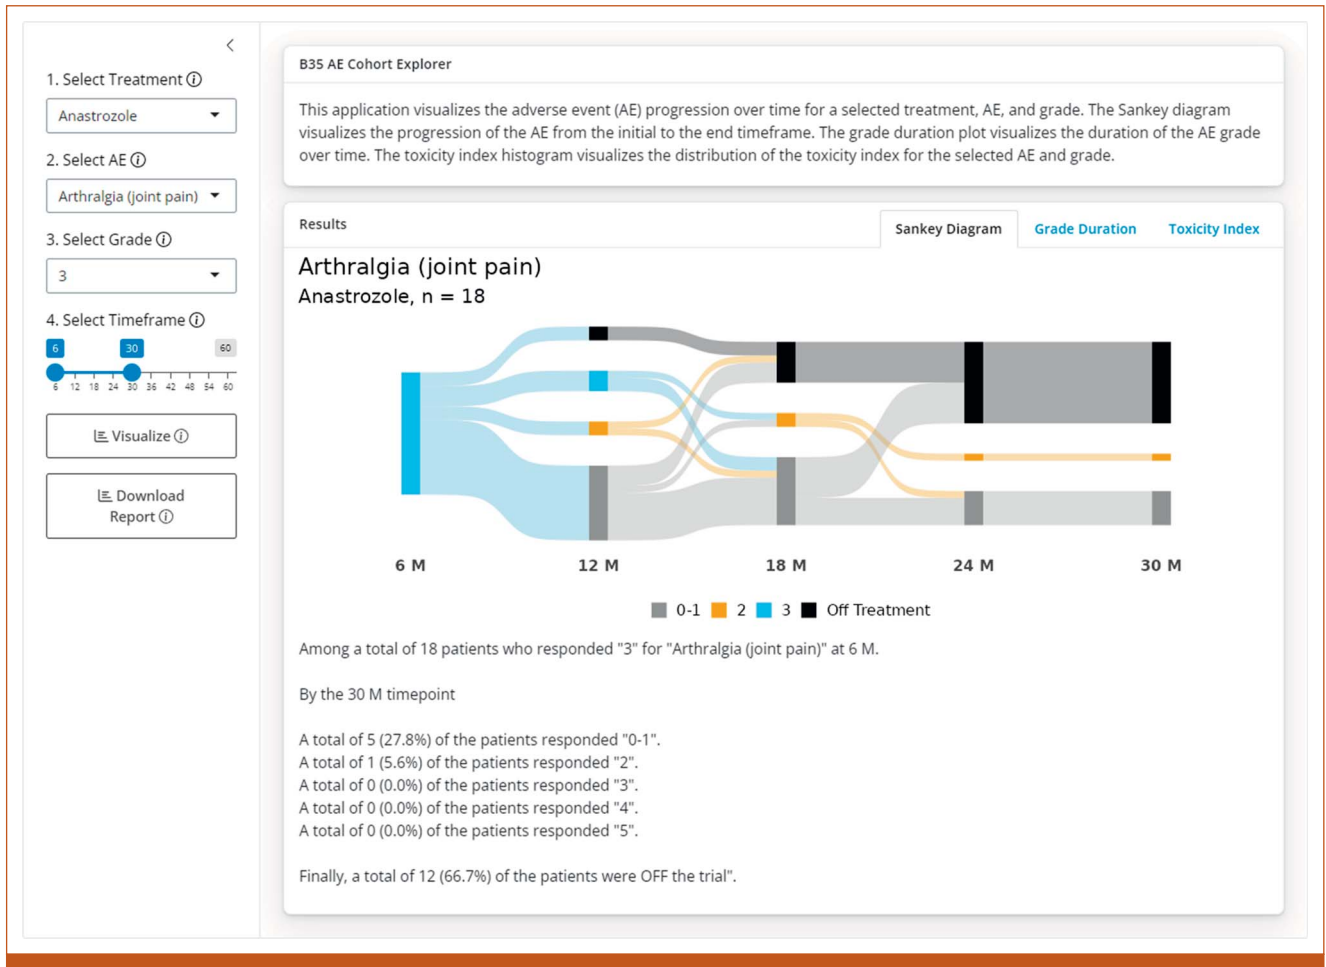 1. Select Treatment
Anastrozole
2. Select AE
Arthralgia (joint pain)
3. Select Grade
3
4. Select Timeframe
6 30 60
6 12 18 24 30 36 42 48 54 60
Visualize
Download
Report
B35 AE Cohort Explorer
This application visualizes the adverse event (AE) progression over time for a selected treatment, AE, and grade. The Sankey diagram
visualizes the progression of the AE from the initial to the end timeframe. The grade duration plot visualizes the duration of the AE grade
over time. The toxicity index histogram visualizes the distribution of the toxicity index for the selected AE and grade.
Results
Sankey Diagram Grade Duration Toxicity Index
Arthralgia (joint pain)
Anastrozole, n = 18
6 M 12 M 18 M 24 M 30 M
0-1 2 3 Off Treatment
Among a total of 18 patients who responded "3" for "Arthralgia (joint pain)" at 6 M.
By the 30 M timepoint
A total of 5 (27.8%) of the patients responded "0-1".
A total of 1 (5.6%) of the patients responded "2".
A total of 0 (0.0%) of the patients responded "3".
A total of 0 (0.0%) of the patients responded "4".
A total of 0 (0.0%) of the patients responded "5".
Finally, a total of 12 (66.7%) of the patients were OFF the trial".